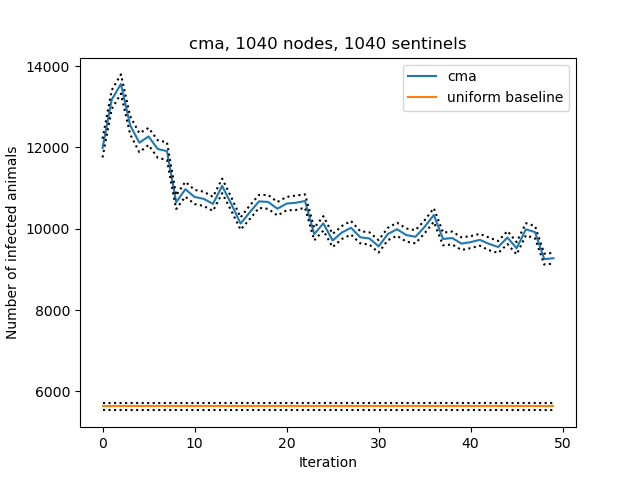 cma, 1040 nodes, 1040 sentinels
cma
uniform baseline
Number of infected animals
14000
12000
10000
8000
6000
0
10
20
30
40
50
Iteration